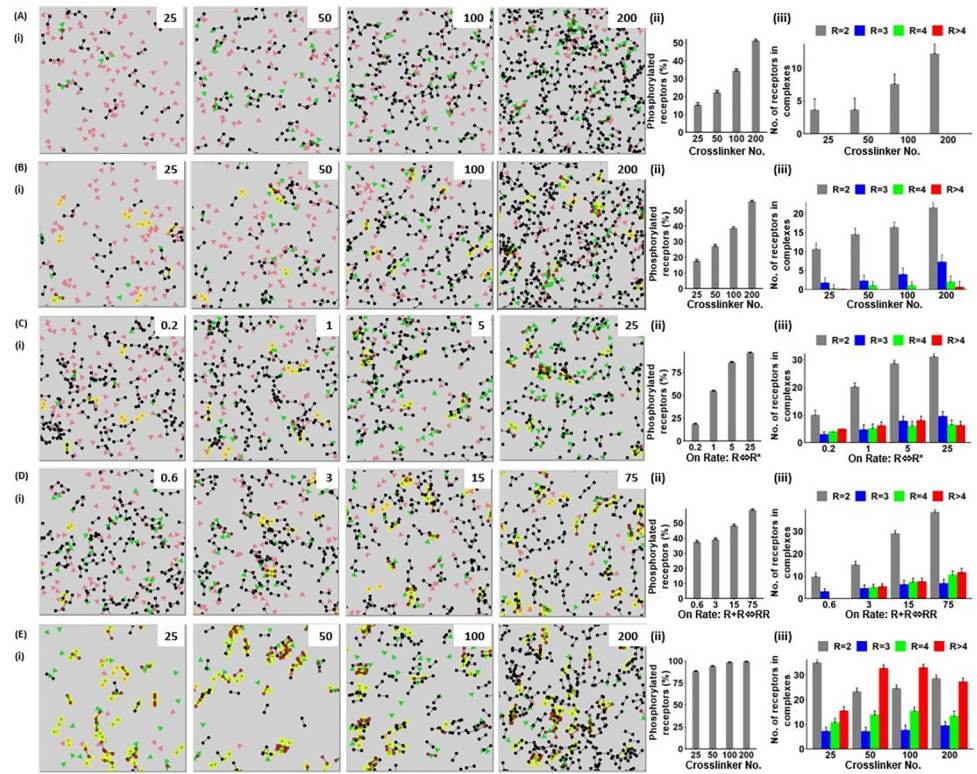 (A)
(i)
25
50
100
200
(ii)
Phosphorylated
receptors (%)
50
40
30
20
10
0
25 50 100 200
Crosslinker No.
(iii)
R=2 R=3 R=4 R>4
No. of receptors in
complexes
10
5
0
25 50 100 200
Crosslinker No.
(B)
(i)
25
50
100
200
(ii)
Phosphorylated
receptors (%)
50
40
30
20
10
0
25 50 100 200
Crosslinker No.
(iii)
R=2 R=3 R=4 R>4
No. of receptors in
complexes
20
15
10
5
0
25 50 100 200
Crosslinker No.
(C)
(i)
0.2
1
5
25
(ii)
Phosphorylated
receptors (%)
75
50
25
0
0.2 1 5 25
On Rate: R⇔R*
(iii)
R=2 R=3 R=4 R>4
No. of receptors in
complexes
30
20
10
0
0.2 1 5 25
On Rate: R⇔R*
(D)
(i)
0.6
3
15
75
(ii)
Phosphorylated
receptors (%)
50
40
30
20
10
0
0.6 3 15 75
On Rate: R+R⇔RR
(iii)
R=2 R=3 R=4 R>4
No. of receptors in
complexes
30
20
10
0
0.6 3 15 75
On Rate: R+R⇔RR
(E)
(i)
25
50
100
200
(ii)
Phosphorylated
receptors (%)
100
75
50
25
0
25 50 100 200
Crosslinker No.
(iii)
R=2 R=3 R=4 R>4
No. of receptors in
complexes
30
20
10
0
25 50 100 200
Crosslinker No.